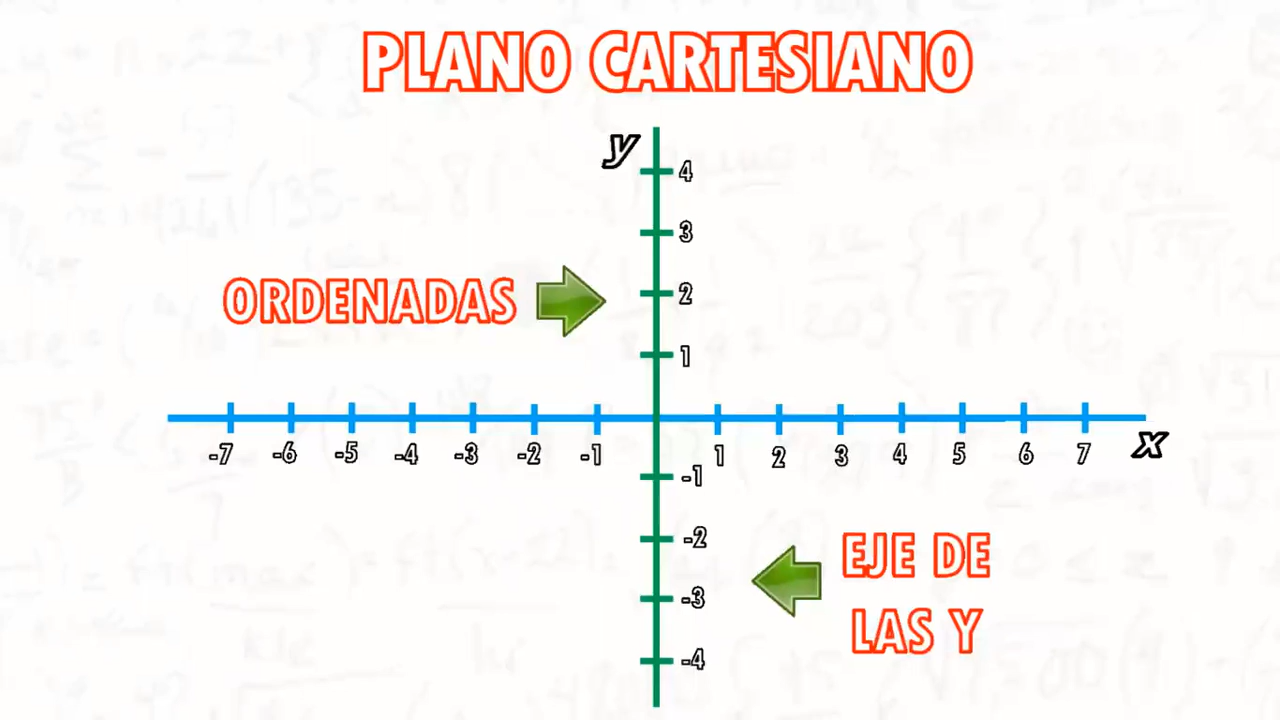 PLANO CARTESIANO
y
4
3
ORDENADAS
2
1
-7 -6 -5 -4 -3 -2 -1 1 2 3 4 5 6 7
x
-1
-2
-3
-4
EJE DE
LAS Y